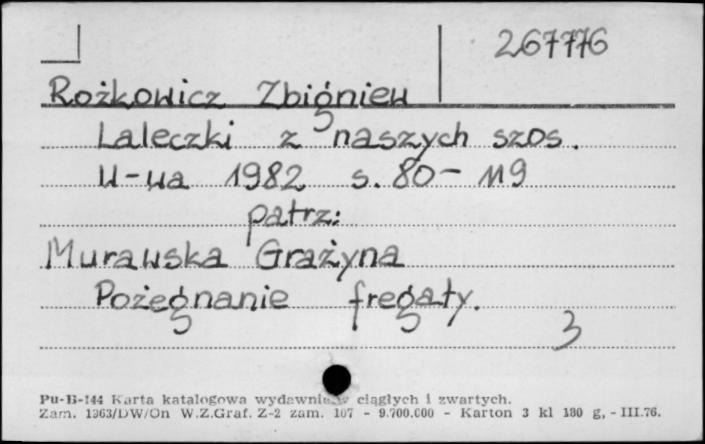 267776
Rożkowicz Zbigniew
Laleczki z naszych szos.
W-wa 1982 s. 80 - 119
patrz:
Murawska Grażyna
Pożegnanie fregaty.
3
Pu-B-144 Karta katalogowa wydawnictw ciągłych i zwartych.
Zam. 1363/DW/On W.Z.Graf. Z-2 zam. 107 - 9.700.000 - Karton 3 kl 180 g, - III.76.